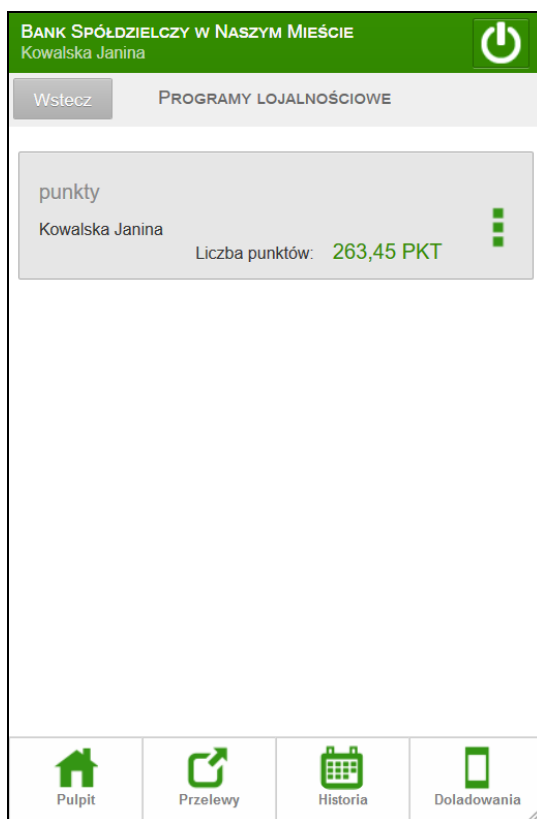 Bank Spółdzielczy w Naszym Mieście
Kowalska Janina
Wstecz Programy lojalnościowe
punkty
Kowalska Janina
Liczba punktów: 263,45 PKT
Pulpit Przelewy Historia Doladowania